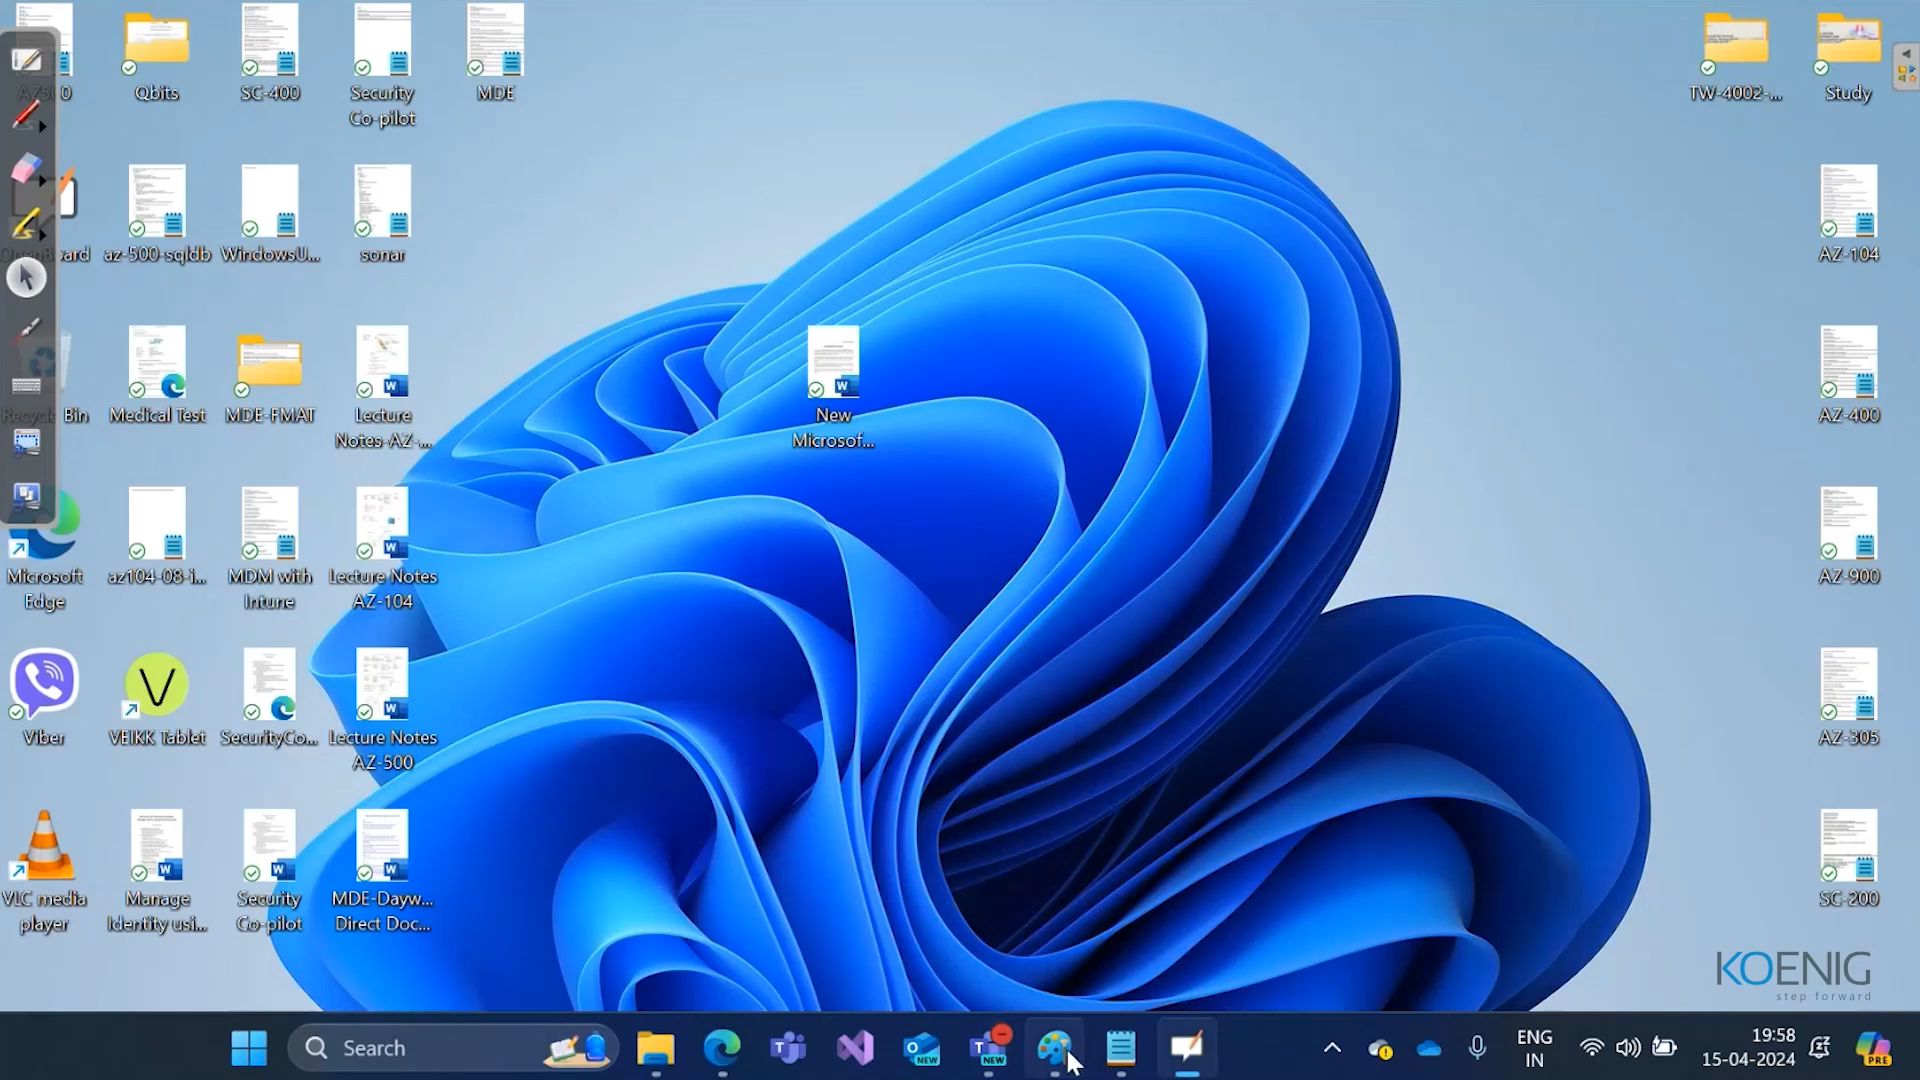 Qbits
SC-400
Security
Co-pilot
MDE
TW-4002-...
Study
az-500-sqldb
WindowsU...
sonar
AZ-104
Recycle Bin
Medical Test
MDE-FMAT
Lecture
Notes-AZ-...
New
Microsof...
AZ-400
Microsoft
Edge
az104-08-i...
MDM with
Intune
Lecture Notes
AZ-104
AZ-900
Viber
VEIKK Tablet
SecurityCo...
Lecture Notes
AZ-500
AZ-305
VLC media
player
Manage
Identity usi...
Security
Co-pilot
MDE-Dayw...
Direct Doc...
SC-200
KOENIG
step forward
Search
NEW
NEW
ENG
IN
19:58
15-04-2024
PRE